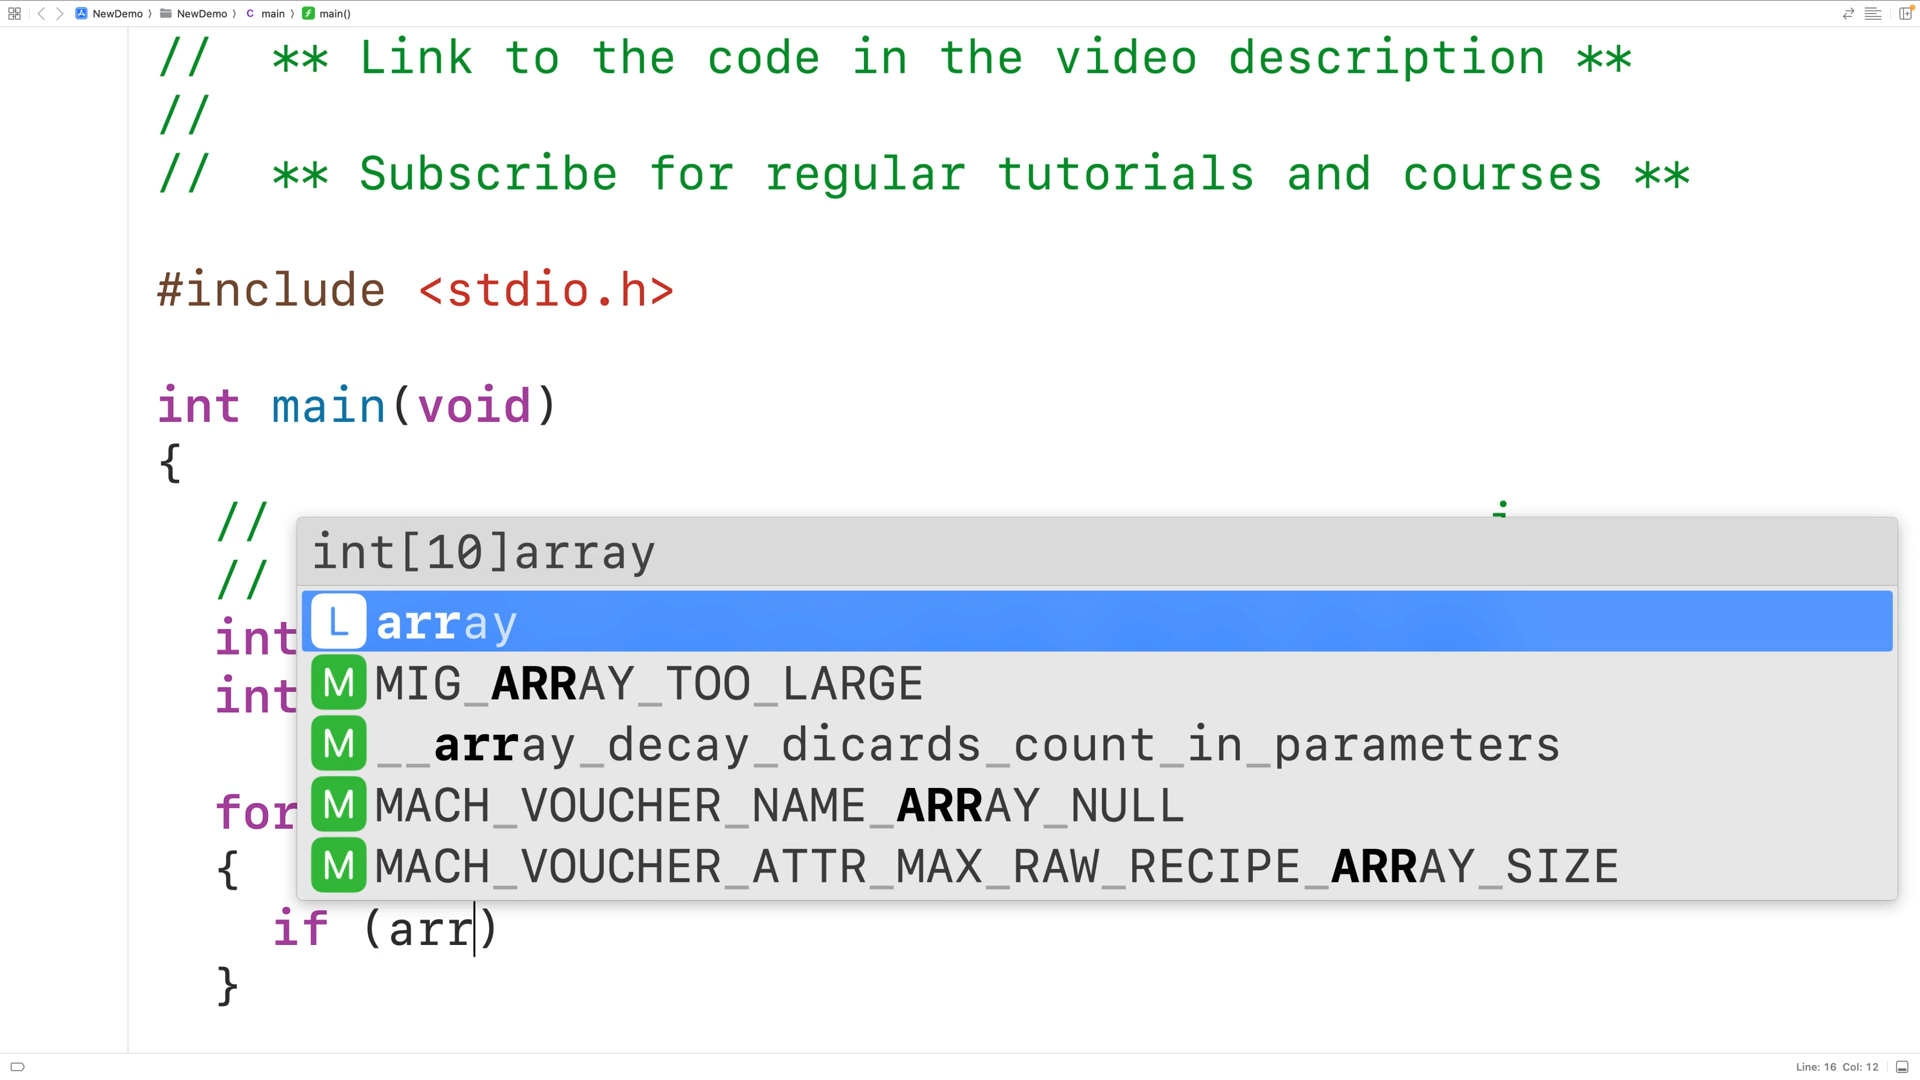 NewDemo ⟩ NewDemo ⟩ C main ⟩ f main()
// ** Link to the code in the video description **
//
// ** Subscribe for regular tutorials and courses **
#include <stdio.h>
int main(void)
{
//
//
int[10]array
L array
int
M MIG_ARRAY_TOO_LARGE
int
M __array_decay_dicards_count_in_parameters
M MACH_VOUCHER_NAME_ARRAY_NULL
for
M MACH_VOUCHER_ATTR_MAX_RAW_RECIPE_ARRAY_SIZE
{
if (arr)
}
Line: 16 Col: 12